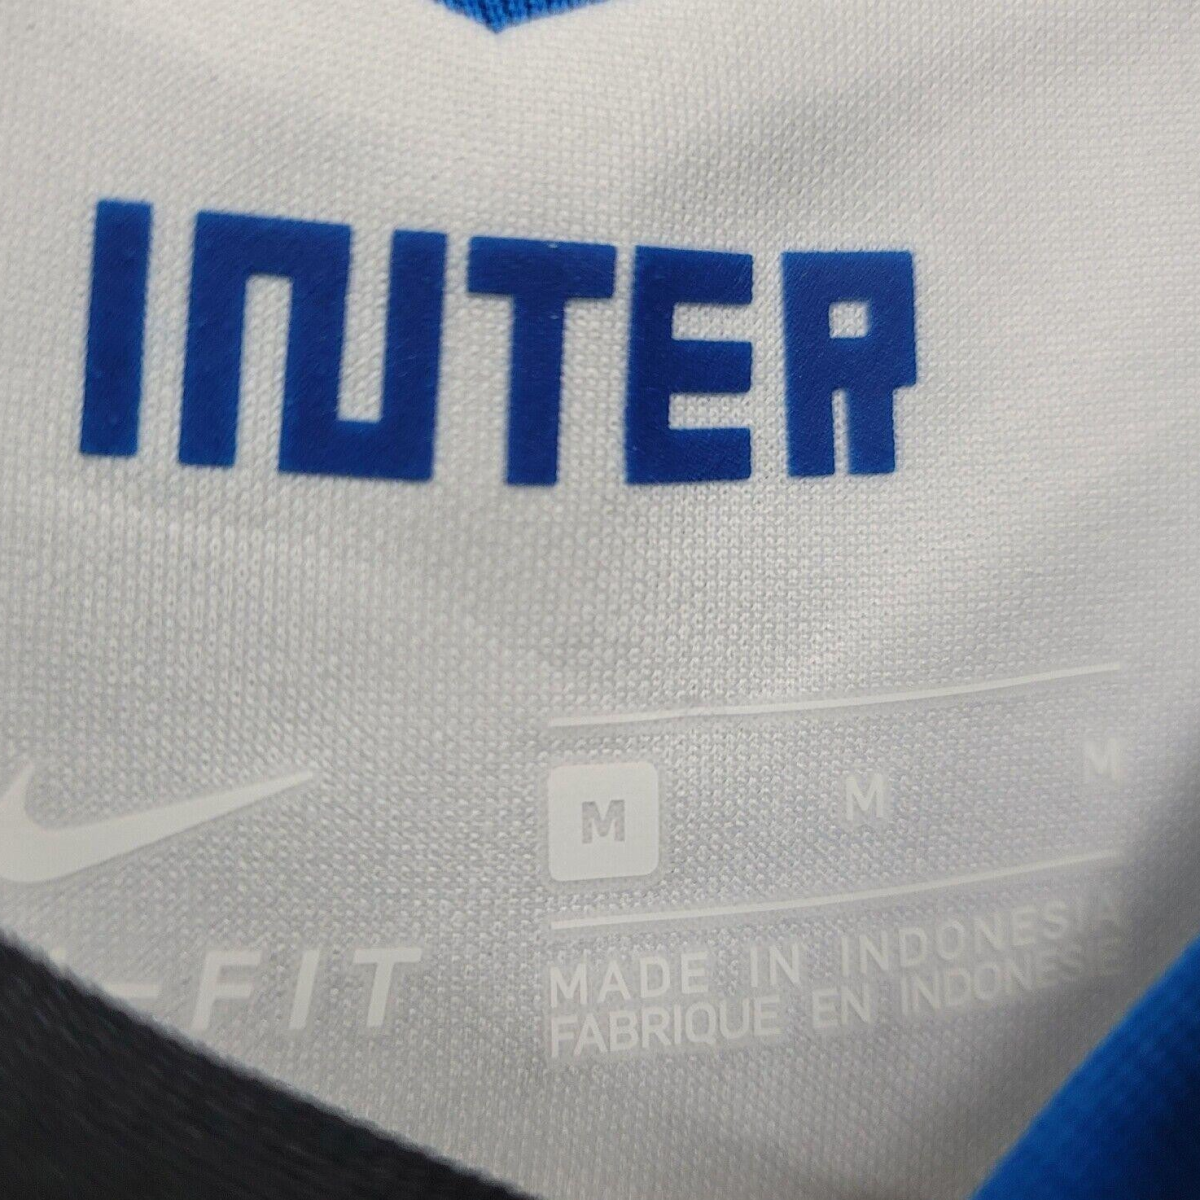 INTER
M M M
-FIT
MADE IN INDONESIA
FABRIQUE EN INDONESIE